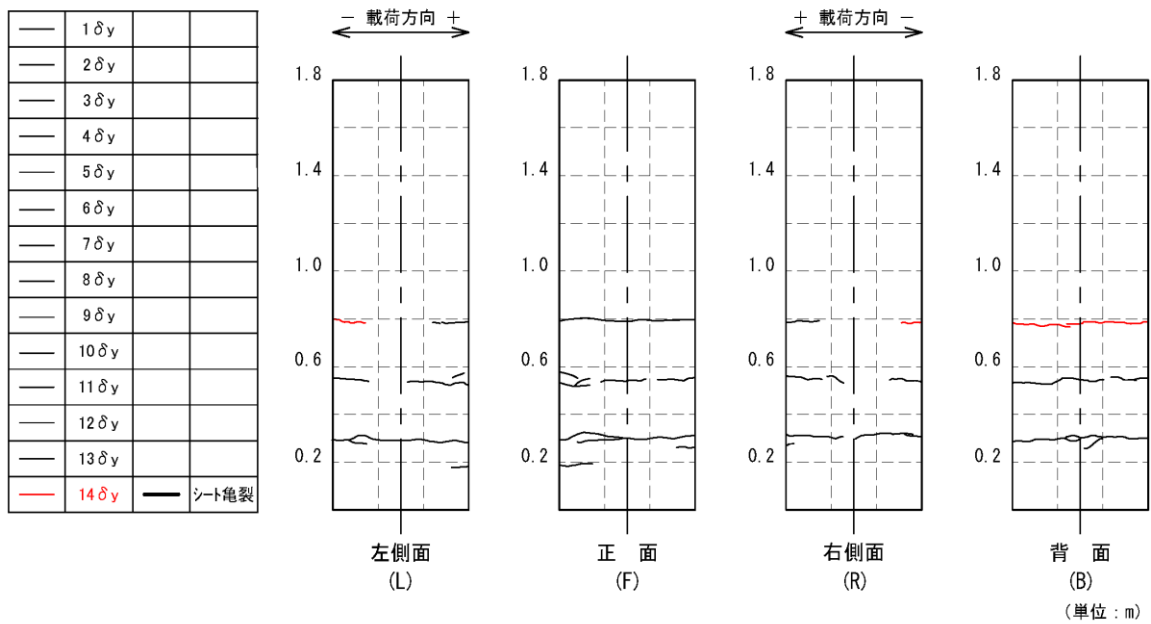 1δy
2δy
3δy
4δy
5δy
6δy
7δy
8δy
9δy
10δy
11δy
12δy
13δy
14δy シート亀裂
− 載荷方向 +
1.8
1.4
1.0
0.6
0.2
左側面
(L)
1.8
1.4
1.0
0.6
0.2
正 面
(F)
+ 載荷方向 −
1.8
1.4
1.0
0.6
0.2
右側面
(R)
1.8
1.4
1.0
0.6
0.2
背 面
(B)
(単位：m)